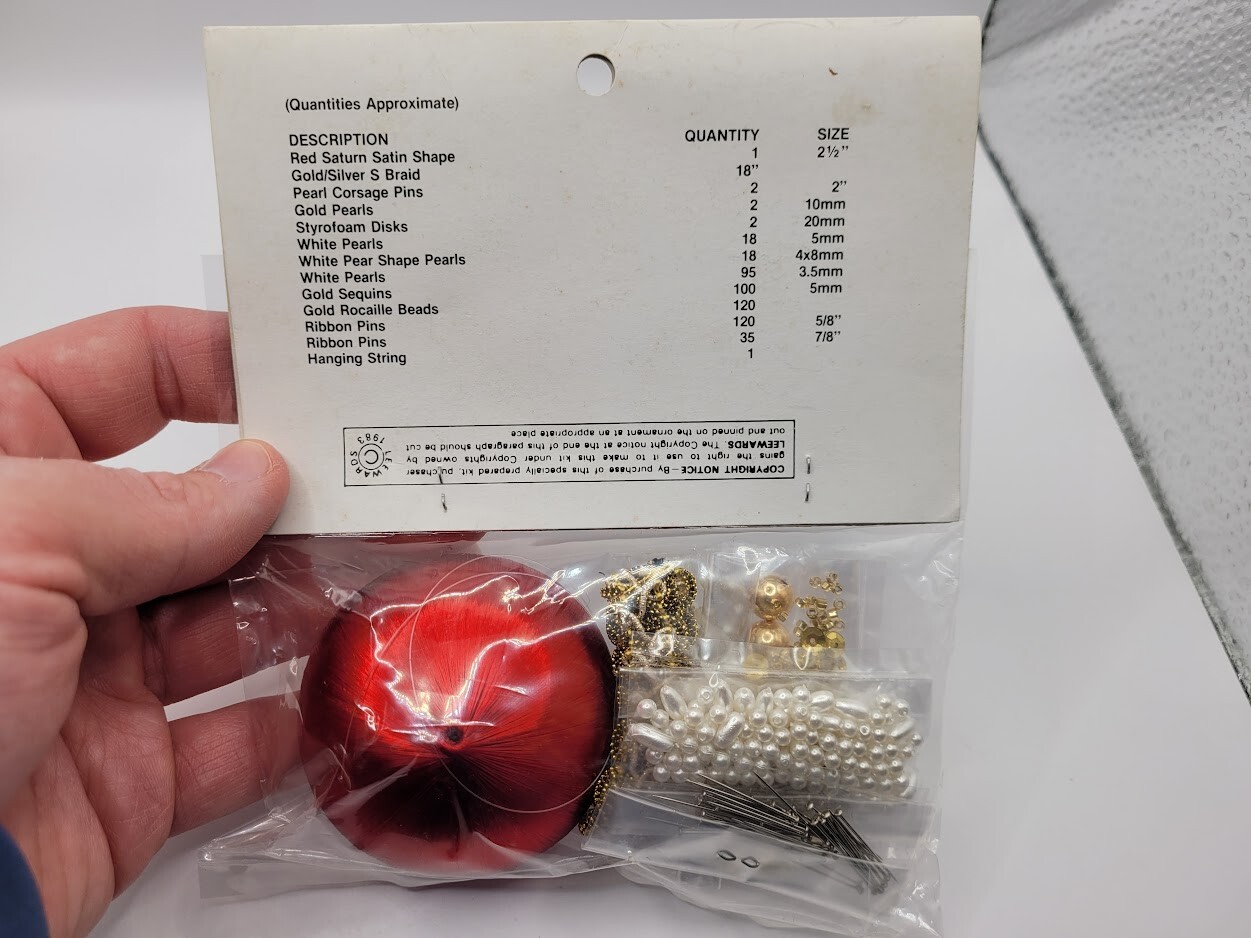 (Quantities Approximate)
DESCRIPTION QUANTITY SIZE
Red Saturn Satin Shape 1 2½"
Gold/Silver S Braid 18"
Pearl Corsage Pins 2 2"
Gold Pearls 2 10mm
Styrofoam Disks 2 20mm
White Pearls 18 5mm
White Pear Shape Pearls 18 4x8mm
White Pearls 95 3.5mm
Gold Sequins 100 5mm
Gold Rocaille Beads 120
Ribbon Pins 120 5/8"
Ribbon Pins 35 7/8"
Hanging String 1
COPYRIGHT NOTICE—By purchase of this specially prepared kit, purchaser
gains the right to use it to make this kit under Copyrights owned by
LEEWARDS. The Copyright notice at the end of this paragraph should be cut
out and pinned on the ornament at an appropriate place
© LEEWARDS 1983